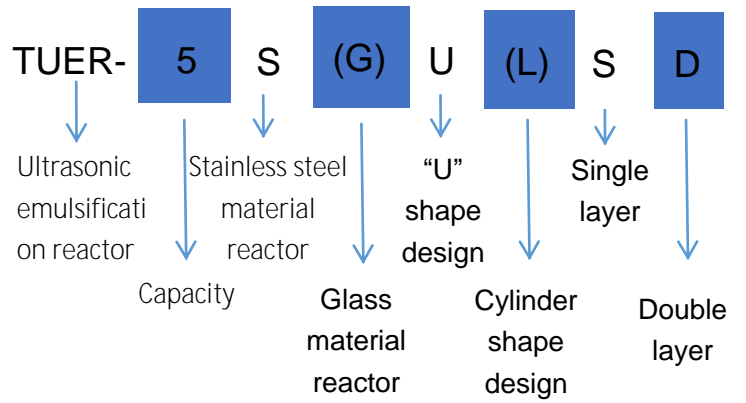 TUER- 5 S (G) U (L) S D
Ultrasonic
emulsificati
on reactor
Capacity
Stainless steel
material
reactor
Glass
material
reactor
“U”
shape
design
Cylinder
shape
design
Single
layer
Double
layer